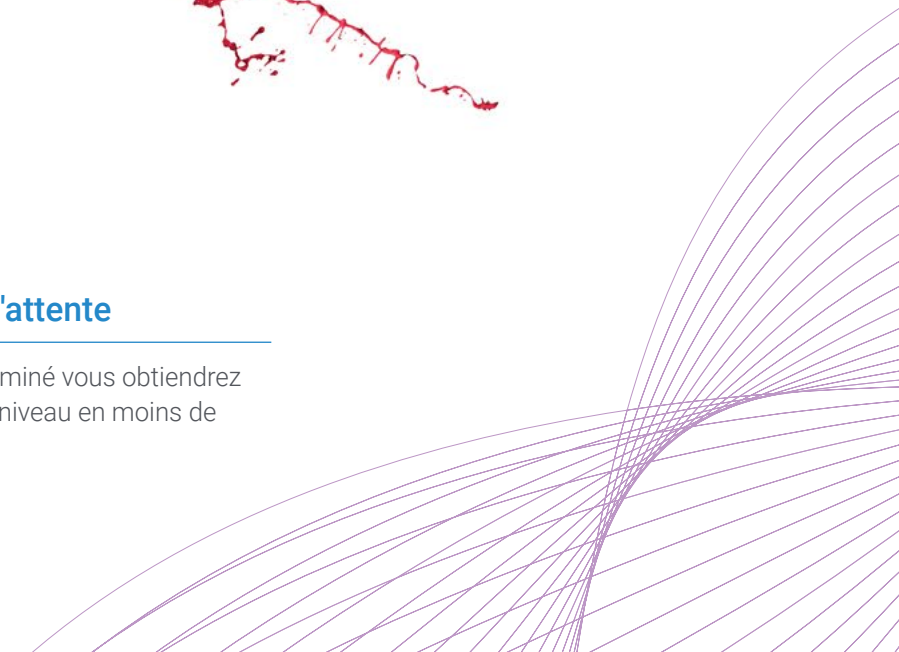 'attente
miné vous obtiendrez
niveau en moins de